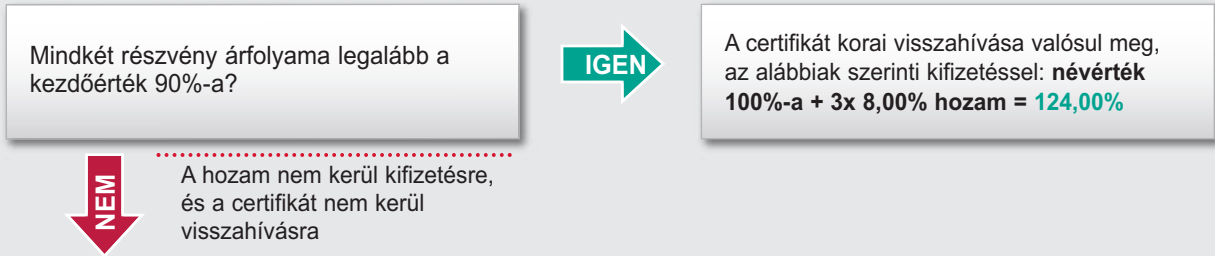 Mindkét részvény árfolyama legalább a
kezdőérték 90%-a?
IGEN
A certifikát korai visszahívása valósul meg,
az alábbiak szerinti kifizetéssel: névérték
100%-a + 3x 8,00% hozam = 124,00%
NEM
A hozam nem kerül kifizetésre,
és a certifikát nem kerül
visszahívásra